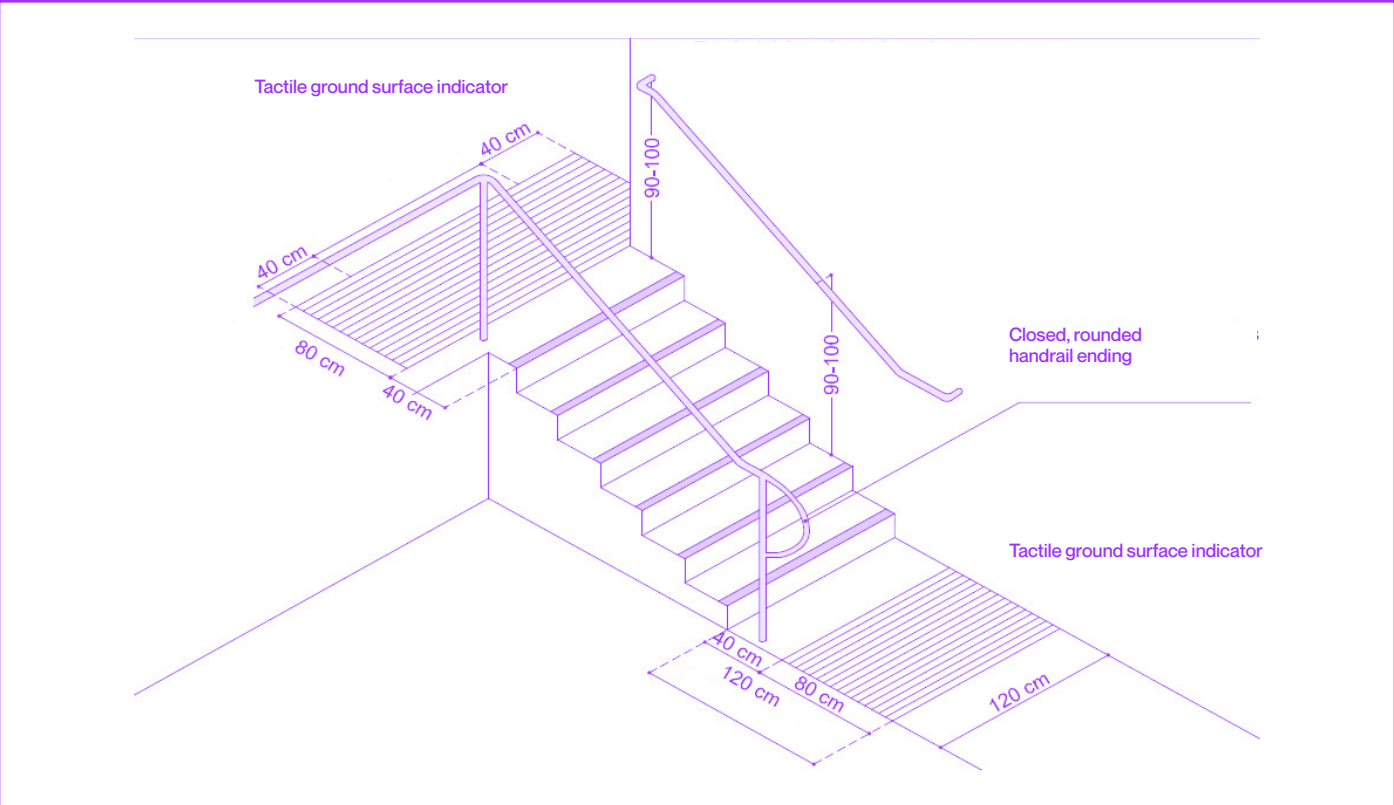 Tactile ground surface indicator
40 cm
90-100
40 cm
80 cm
40 cm
90-100
Closed, rounded
handrail ending
Tactile ground surface indicator
40 cm
120 cm
80 cm
120 cm